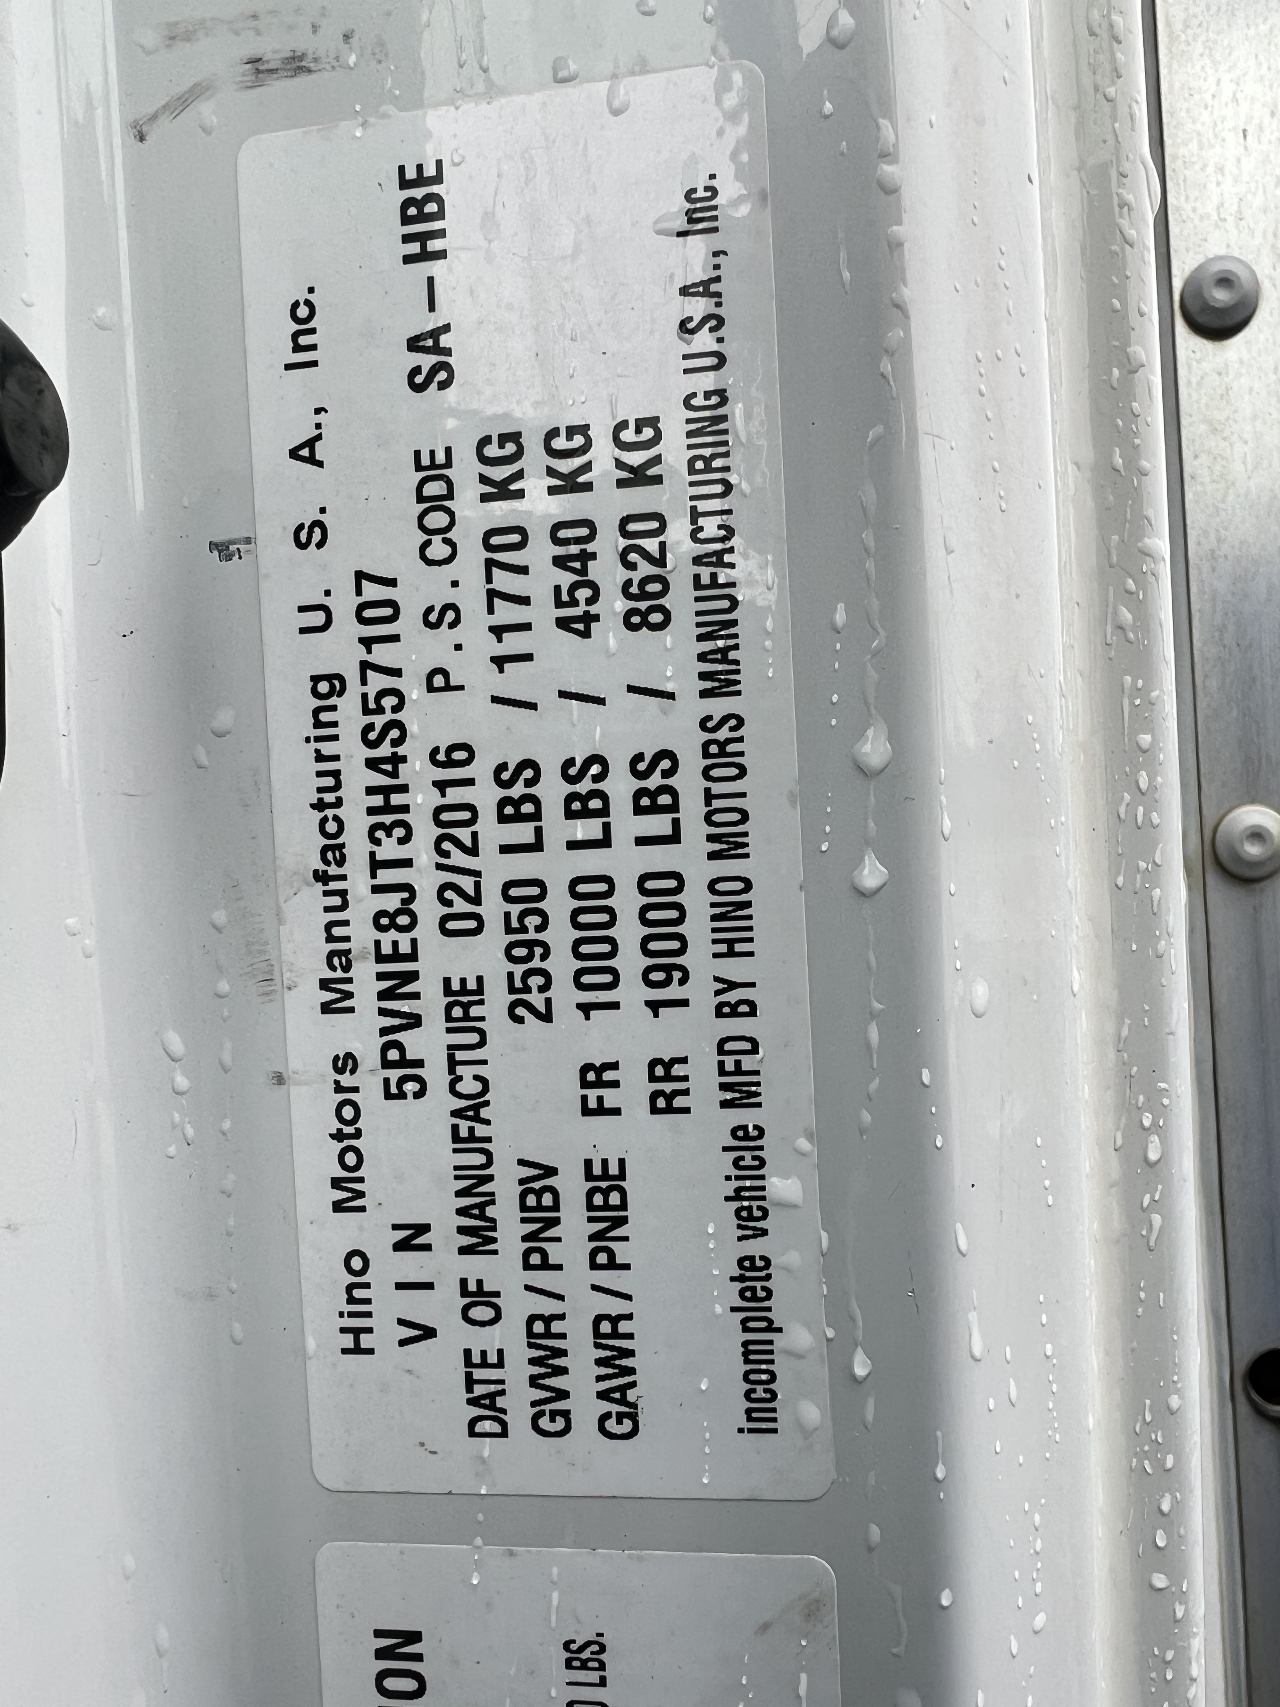 Hino Motors Manufacturing U. S. A., Inc.
VIN 5PVNE8JT3H4S57107
DATE OF MANUFACTURE 02/2016 P.S.CODE SA-HBE
GVWR/PNBV 25950 LBS /11770 KG
GAWR/PNBE FR 10000 LBS / 4540 KG
RR 19000 LBS / 8620 KG
incomplete vehicle MFD BY HINO MOTORS MANUFACTURING U.S.A., Inc.
LBS.